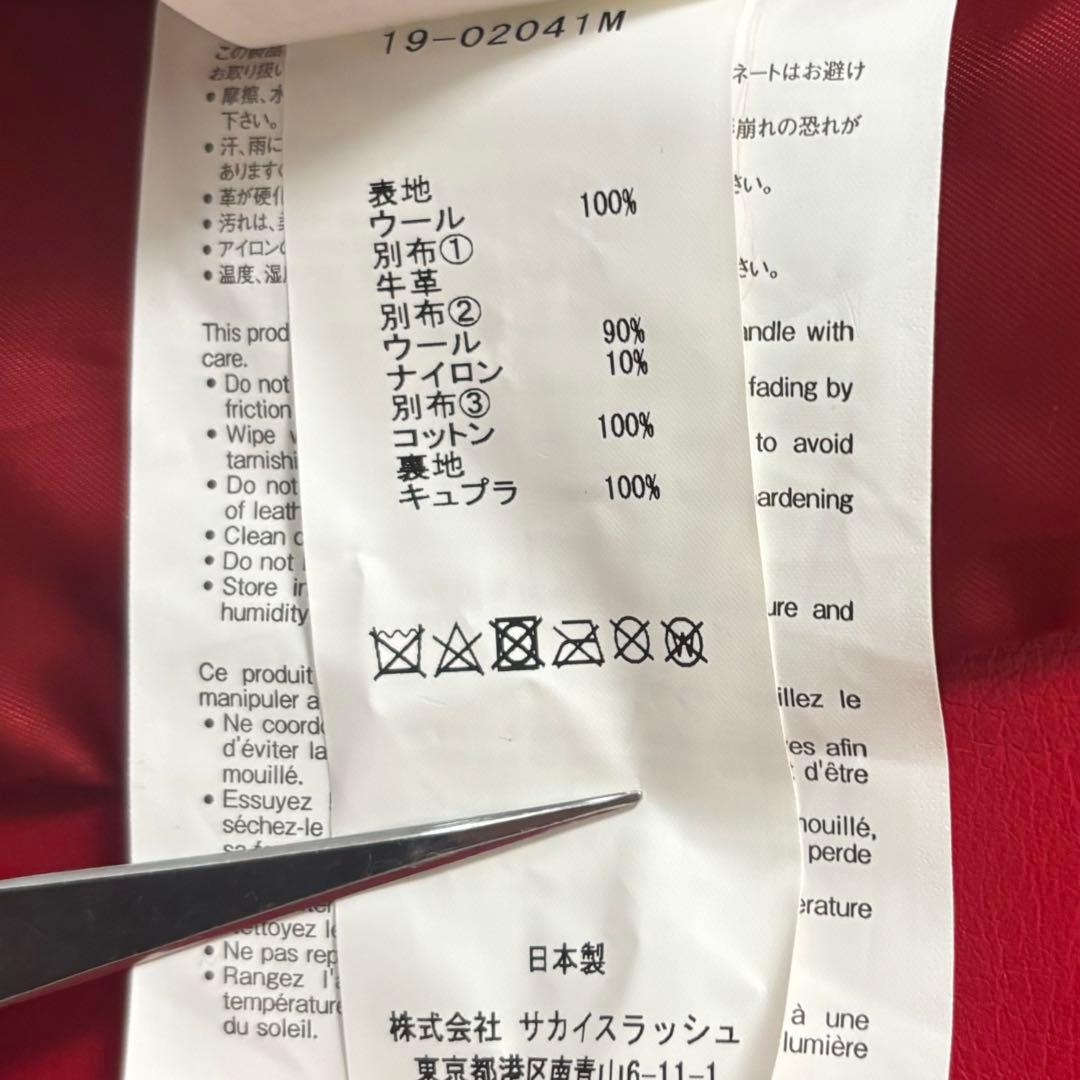 19-02041M
表地
ウール 100%
別布①
牛革
別布②
ウール 90%
ナイロン 10%
別布③
コットン 100%
裏地
キュプラ 100%
日本製
株式会社 サカイスラッシュ
東京都港区南青山6-11-1
この製品
お取り扱い
• 摩擦、水
下さい。
• 汗、雨に
あります
• 革が硬化
• 汚れは、
• アイロン
• 温度、湿
This prod
care.
• Do not
friction
• Wipe
tarnishi
• Do not
of leath
• Clean
• Do not
• Store in
humidity
Ce produit
manipuler a
• Ne coord
d'éviter la
mouillé.
• Essuyez
séchez-le
ettoyez le
• Ne pas rep
• Rangez l'a
température
du soleil.
ネートはお避け
崩れの恐れが
さい。
さい。
andle with
fading by
to avoid
ardening
ure and
illez le
es afin
d'être
nouillé,
perde
érature
à une
lumière